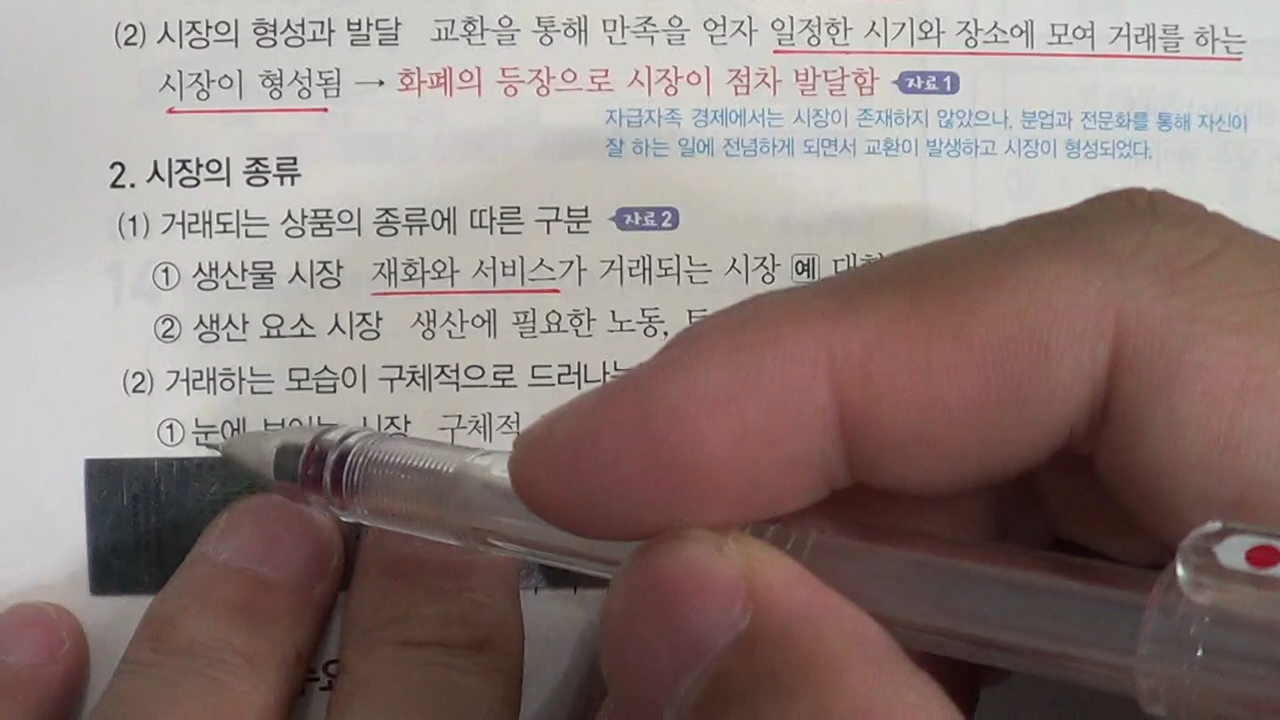 (2) 시장의 형성과 발달 교환을 통해 만족을 얻자 일정한 시기와 장소에 모여 거래를 하는
시장이 형성됨 → 화폐의 등장으로 시장이 점차 발달함 자료1
자급자족 경제에서는 시장이 존재하지 않았으나, 분업과 전문화를 통해 자신이
잘 하는 일에 전념하게 되면서 교환이 발생하고 시장이 형성되었다.
2. 시장의 종류
(1) 거래되는 상품의 종류에 따른 구분 자료2
① 생산물 시장 재화와 서비스가 거래되는 시장 예
② 생산 요소 시장 생산에 필요한 노동,
(2) 거래하는 모습이 구체적으로
① 눈에 보이는 시장 구체적